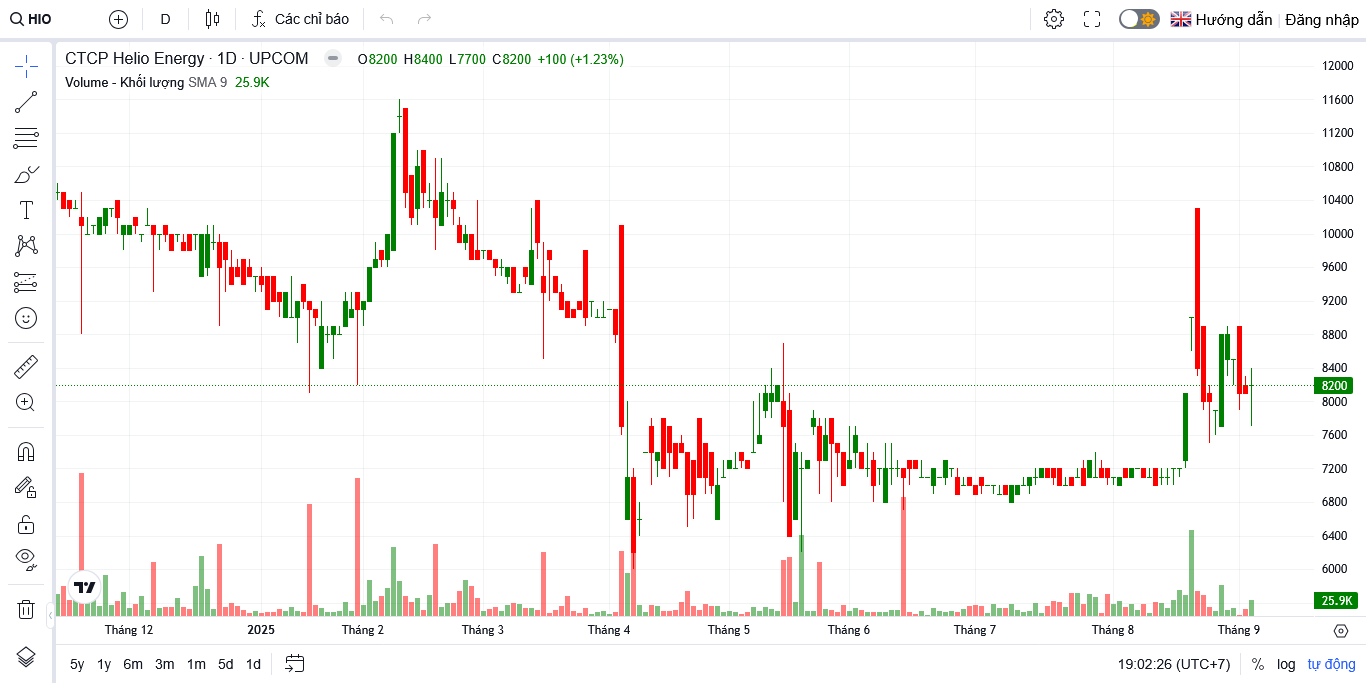 HIO
D
Các chỉ báo
Hướng dẫn
Đăng nhập
CTCP Helio Energy · 1D · UPCOM
O8200 H8400 L7700 C8200 +100 (+1.23%)
Volume - Khối lượng SMA 9 25.9K
12000
11600
11200
10800
10400
10000
9600
9200
8800
8400
8200
8000
7600
7200
6800
6400
6000
25.9K
Tháng 12
2025
Tháng 2
Tháng 3
Tháng 4
Tháng 5
Tháng 6
Tháng 7
Tháng 8
Tháng 9
5y 1y 6m 3m 1m 5d 1d
19:02:26 (UTC+7)
% log tự động